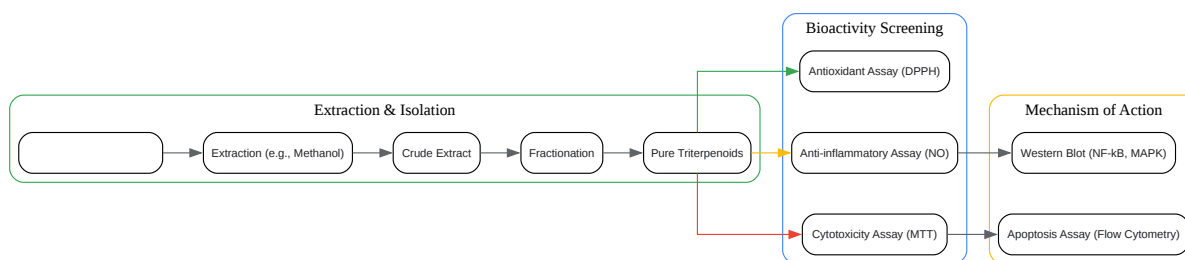 Bioactivity Screening
Antioxidant Assay (DPPH)
Extraction & Isolation
Mechanism of Action
Extraction (e.g., Methanol)
Crude Extract
Fractionation
Pure Triterpenoids
Anti-inflammatory Assay (NO)
Western Blot (NF-kB, MAPK)
Cytotoxicity Assay (MTT)
Apoptosis Assay (Flow Cytometry)